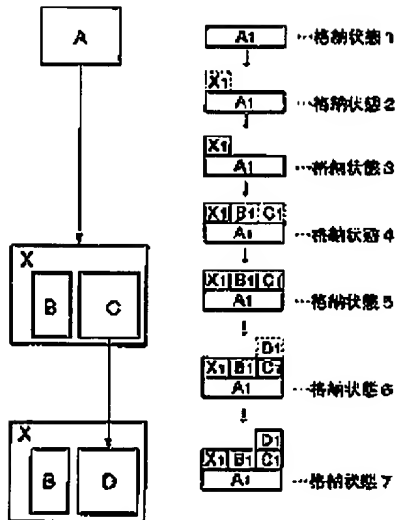 A
X
B C
X
B D
A1 …格納状態1
X1
A1 …格納状態2
X1
A1 …格納状態3
X1 B1 C1
A1 …格納状態4
X1 B1 C1
A1 …格納状態5
D1
X1 B1 C1
A1 …格納状態6
D1
X1 B1 C1
A1 …格納状態7